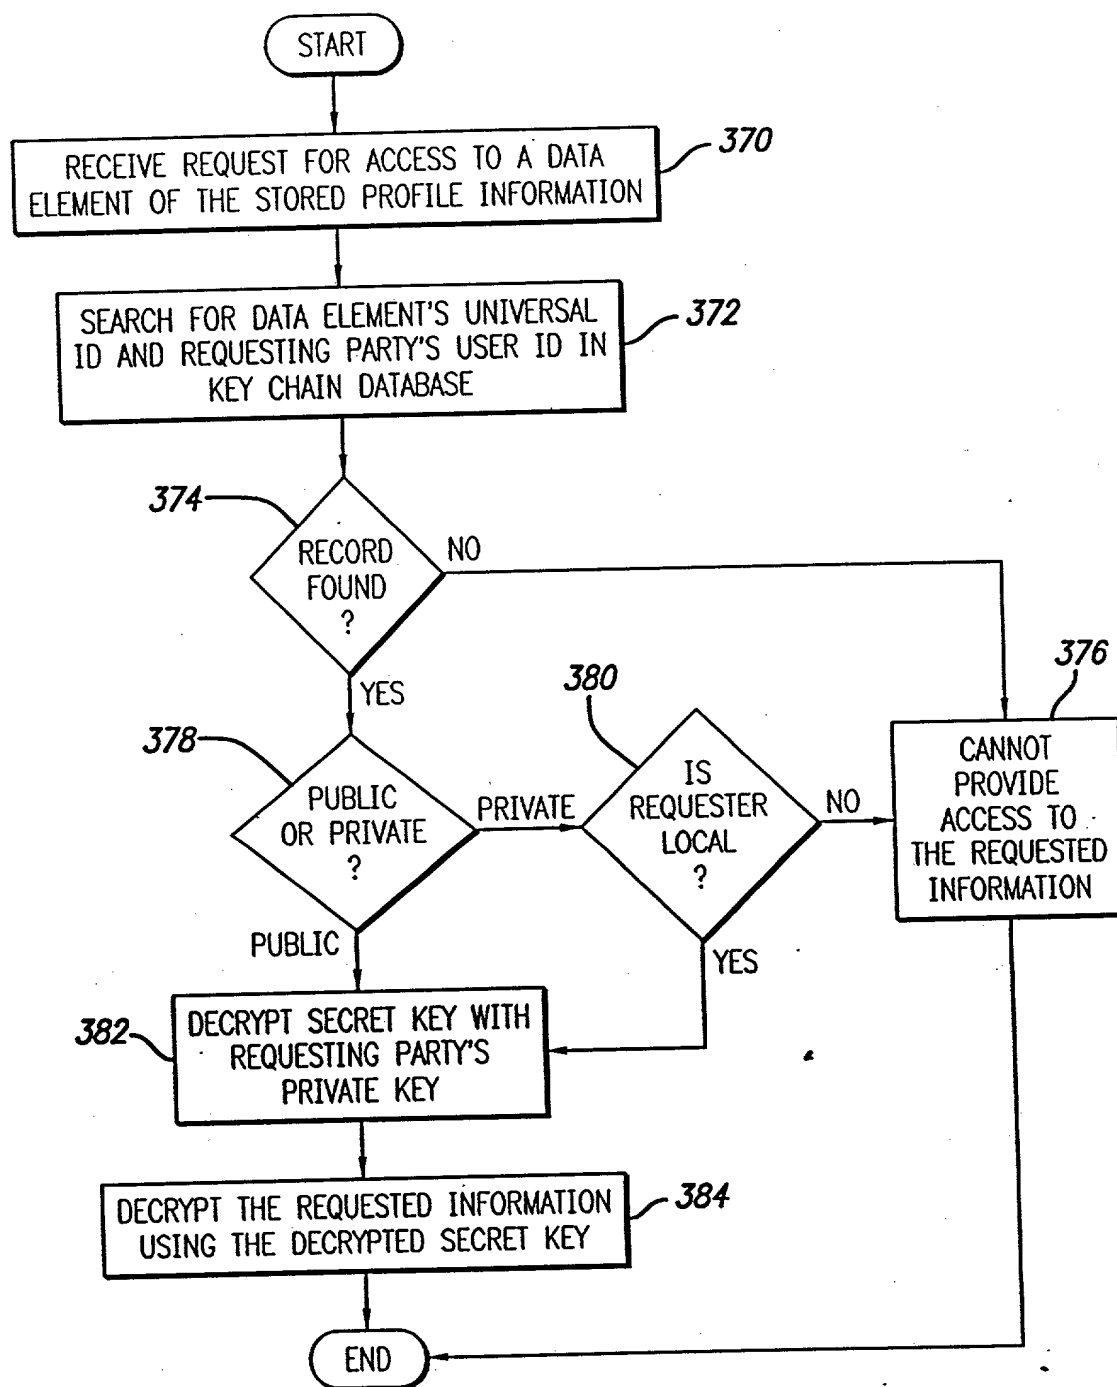 START
RECEIVE REQUEST FOR ACCESS TO A DATA
ELEMENT OF THE STORED PROFILE INFORMATION
370
SEARCH FOR DATA ELEMENT'S UNIVERSAL
ID AND REQUESTING PARTY'S USER ID IN
KEY CHAIN DATABASE
372
374
RECORD
FOUND
?
NO
YES
378
PUBLIC
OR PRIVATE
?
PRIVATE
380
IS
REQUESTER
LOCAL
?
NO
376
CANNOT
PROVIDE
ACCESS TO
THE REQUESTED
INFORMATION
PUBLIC
YES
382
DECRYPT SECRET KEY WITH
REQUESTING PARTY'S
PRIVATE KEY
DECRYPT THE REQUESTED INFORMATION
USING THE DECRYPTED SECRET KEY
384
END